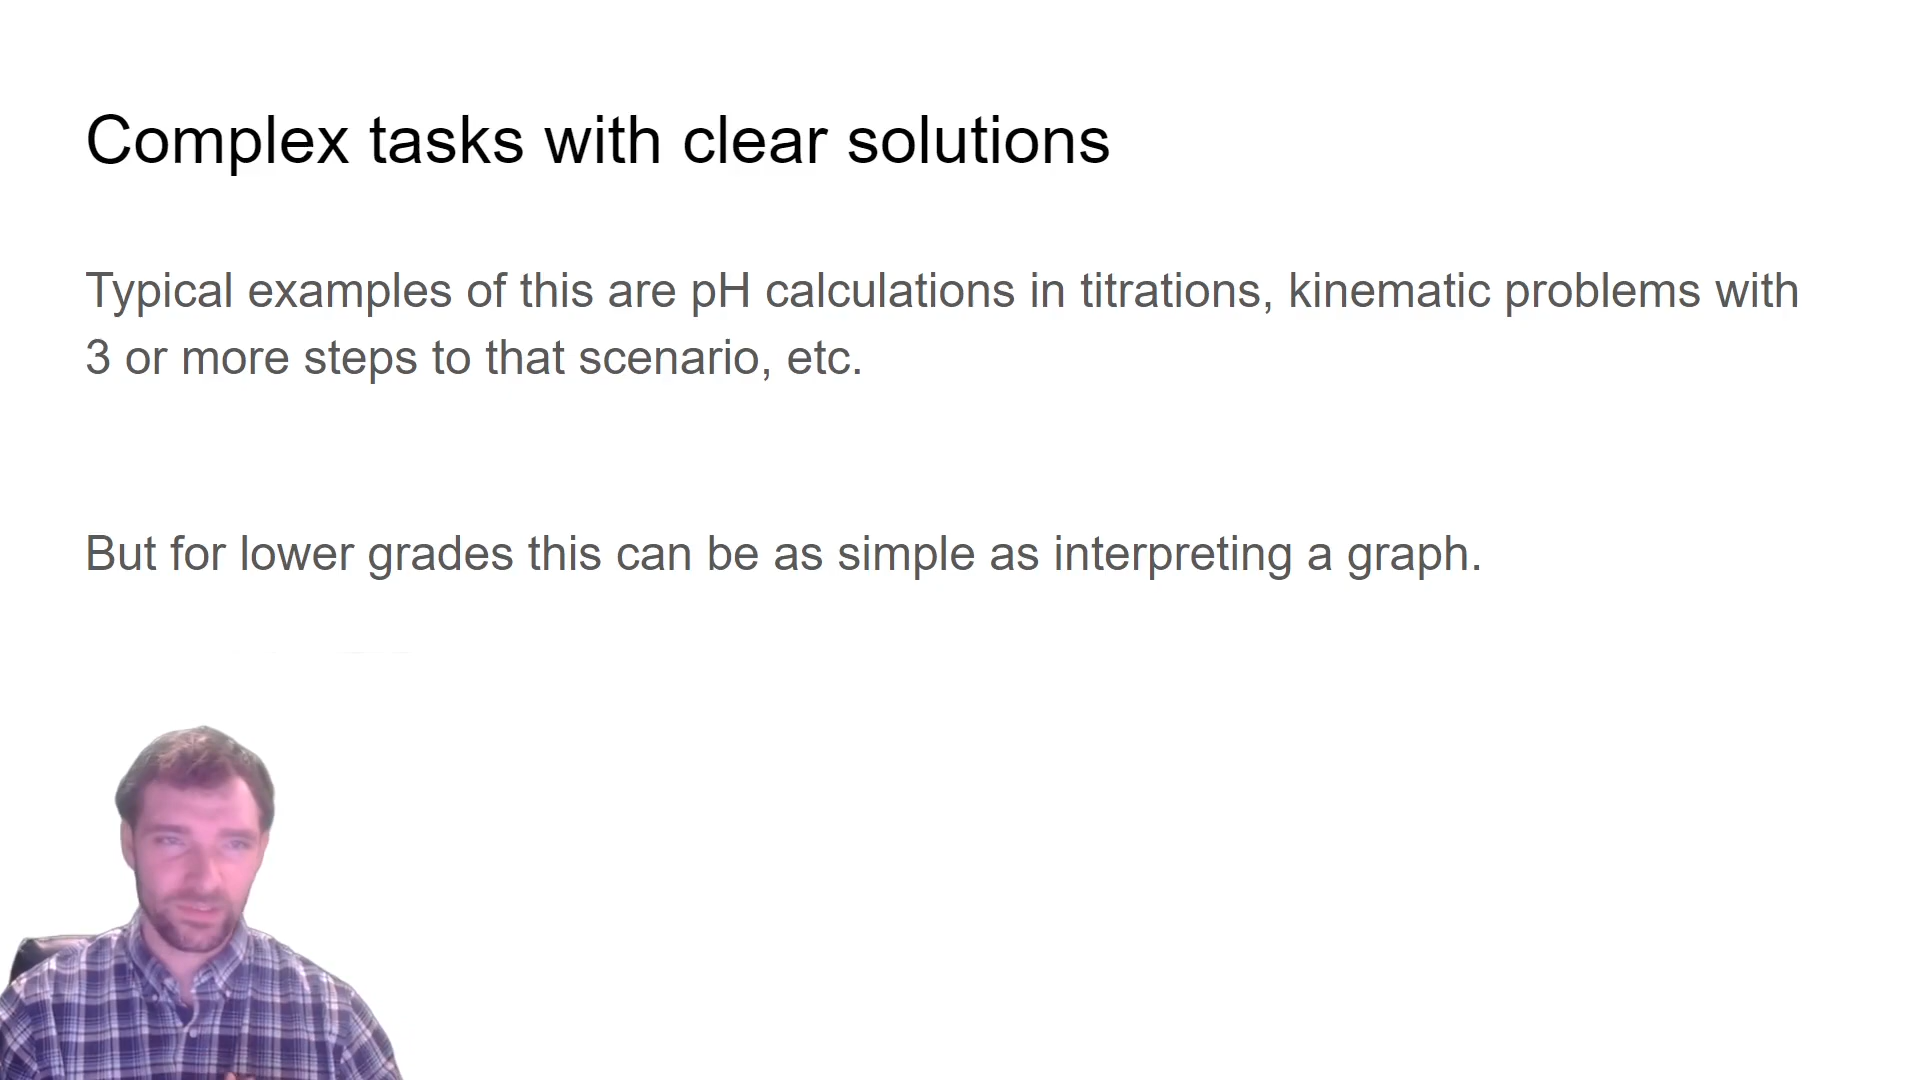 Complex tasks with clear solutions
Typical examples of this are pH calculations in titrations, kinematic problems with
3 or more steps to that scenario, etc.
But for lower grades this can be as simple as interpreting a graph.